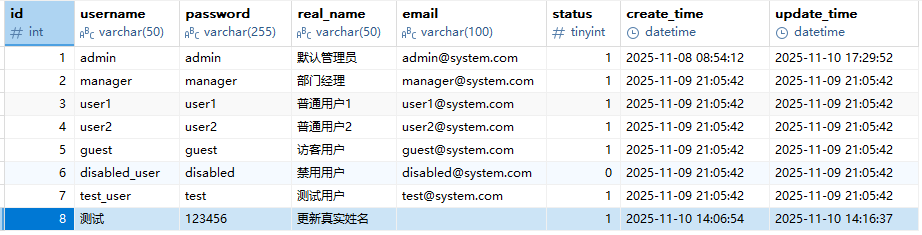 id username password real_name email status create_time update_time
# int ABC varchar(50) ABC varchar(255) ABC varchar(50) ABC varchar(100) # tinyint datetime datetime
1 admin admin 默认管理员 admin@system.com 1 2025-11-08 08:54:12 2025-11-10 17:29:52
2 manager manager 部门经理 manager@system.com 1 2025-11-09 21:05:42 2025-11-09 21:05:42
3 user1 user1 普通用户1 user1@system.com 1 2025-11-09 21:05:42 2025-11-09 21:05:42
4 user2 user2 普通用户2 user2@system.com 1 2025-11-09 21:05:42 2025-11-09 21:05:42
5 guest guest 访客用户 guest@system.com 1 2025-11-09 21:05:42 2025-11-09 21:05:42
6 disabled_user disabled 禁用用户 disabled@system.com 0 2025-11-09 21:05:42 2025-11-09 21:05:42
7 test_user test 测试用户 test@system.com 1 2025-11-09 21:05:42 2025-11-09 21:05:42
8 测试 123456 更新真实姓名 1 2025-11-10 14:06:54 2025-11-10 14:16:37